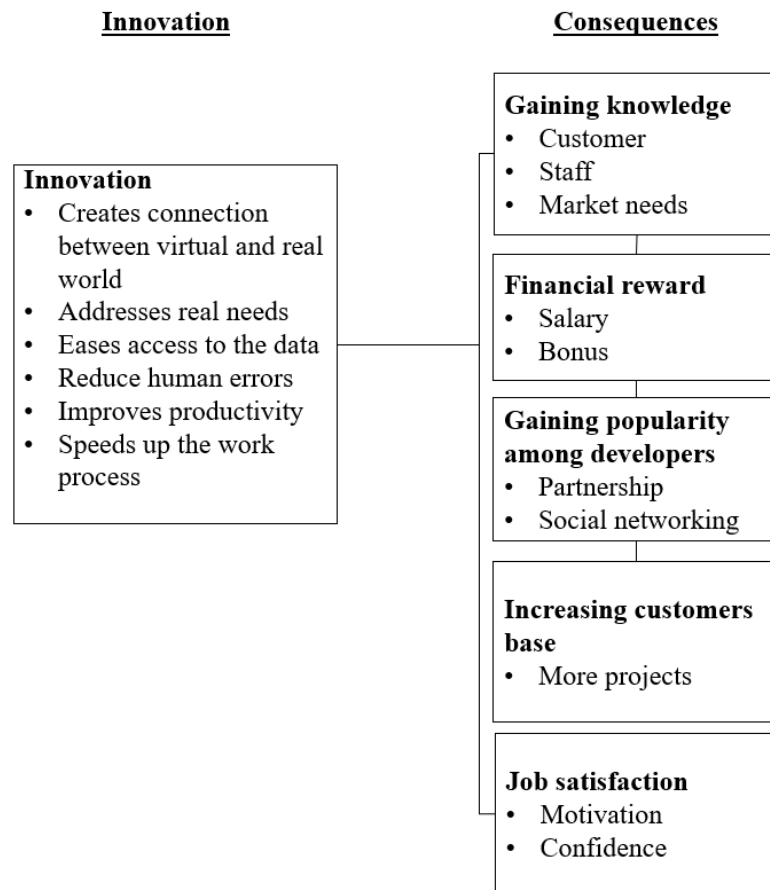 Innovation
Consequences
Innovation
• Creates connection
between virtual and real
world
• Addresses real needs
• Eases access to the data
• Reduce human errors
• Improves productivity
• Speeds up the work
process
Gaining knowledge
• Customer
• Staff
• Market needs
Financial reward
• Salary
• Bonus
Gaining popularity
among developers
• Partnership
• Social networking
Increasing customers
base
• More projects
Job satisfaction
• Motivation
• Confidence